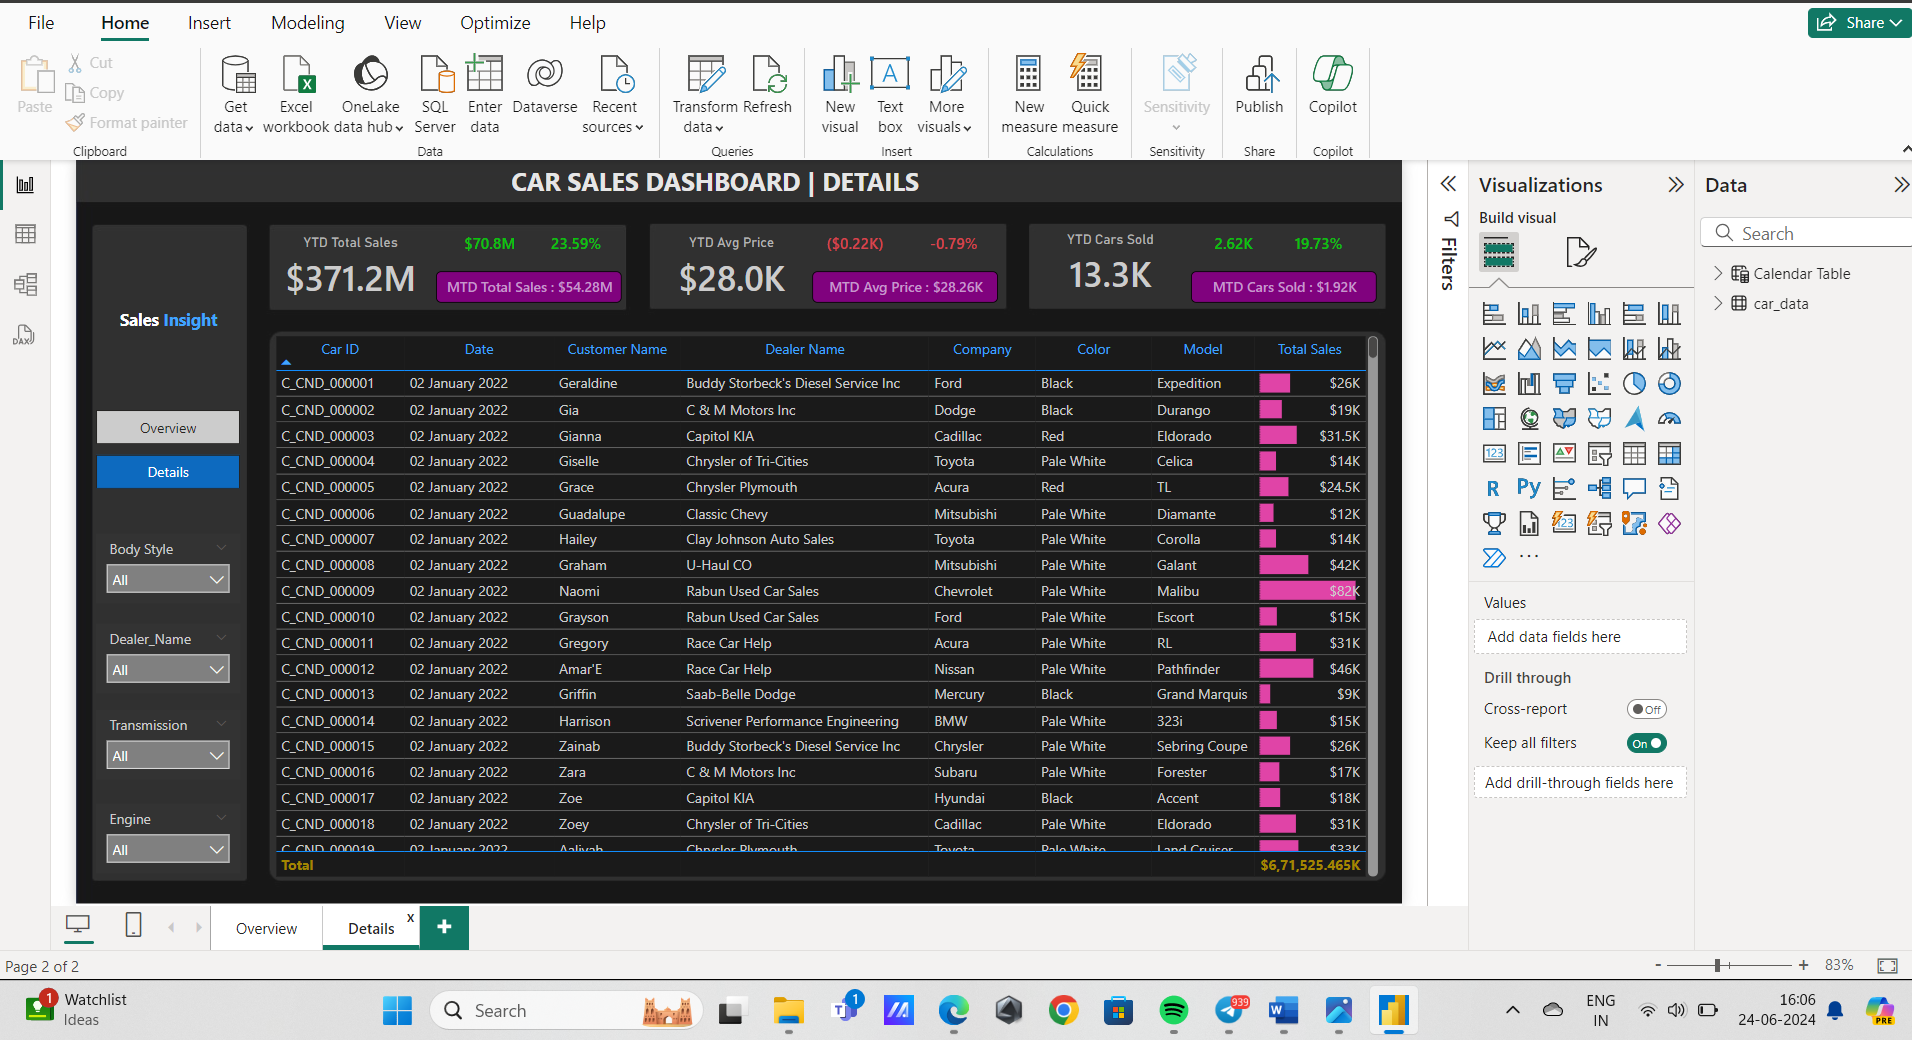 File Home Insert Modeling View Optimize Help Share
Paste
Cut
Copy
Format painter
Clipboard
Get data
Excel workbook
OneLake data hub
SQL Server
Enter data
Dataverse
Recent sources
Data
Transform data
Refresh
Queries
New visual
Text box
More visuals
Insert
New measure
Quick measure
Calculations
Sensitivity
Sensitivity
Publish
Share
Copilot
Copilot
CAR SALES DASHBOARD | DETAILS
Sales Insight
Overview
Details
Body Style
All
Dealer_Name
All
Transmission
All
Engine
All
YTD Total Sales $70.8M 23.59%
$371.2M MTD Total Sales : $54.28M
YTD Avg Price ($0.22K) -0.79%
$28.0K MTD Avg Price : $28.26K
YTD Cars Sold 2.62K 19.73%
13.3K MTD Cars Sold : $1.92K
Car ID Date Customer Name Dealer Name Company Color Model Total Sales
C_CND_000001 02 January 2022 Geraldine Buddy Storbeck's Diesel Service Inc Ford Black Expedition $26K
C_CND_000002 02 January 2022 Gia C & M Motors Inc Dodge Black Durango $19K
C_CND_000003 02 January 2022 Gianna Capitol KIA Cadillac Red Eldorado $31.5K
C_CND_000004 02 January 2022 Giselle Chrysler of Tri-Cities Toyota Pale White Celica $14K
C_CND_000005 02 January 2022 Grace Chrysler Plymouth Acura Red TL $24.5K
C_CND_000006 02 January 2022 Guadalupe Classic Chevy Mitsubishi Pale White Diamante $12K
C_CND_000007 02 January 2022 Hailey Clay Johnson Auto Sales Toyota Pale White Corolla $14K
C_CND_000008 02 January 2022 Graham U-Haul CO Mitsubishi Pale White Galant $42K
C_CND_000009 02 January 2022 Naomi Rabun Used Car Sales Chevrolet Pale White Malibu $82K
C_CND_000010 02 January 2022 Grayson Rabun Used Car Sales Ford Pale White Escort $15K
C_CND_000011 02 January 2022 Gregory Race Car Help Acura Pale White RL $31K
C_CND_000012 02 January 2022 Amar'E Race Car Help Nissan Pale White Pathfinder $46K
C_CND_000013 02 January 2022 Griffin Saab-Belle Dodge Mercury Black Grand Marquis $9K
C_CND_000014 02 January 2022 Harrison Scrivener Performance Engineering BMW Pale White 323i $15K
C_CND_000015 02 January 2022 Zainab Buddy Storbeck's Diesel Service Inc Chrysler Pale White Sebring Coupe $26K
C_CND_000016 02 January 2022 Zara C & M Motors Inc Subaru Pale White Forester $17K
C_CND_000017 02 January 2022 Zoe Capitol KIA Hyundai Black Accent $18K
C_CND_000018 02 January 2022 Zoey Chrysler of Tri-Cities Cadillac Pale White Eldorado $31K
C_CND_000019 02 January 2022 Aaliyah Chrysler Plymouth Toyota Pale White Land Cruiser $33K
Total $6,71,525.465K
Filters
Visualizations
Build visual
123
R Py
123
...
Values
Add data fields here
Drill through
Cross-report Off
Keep all filters On
Add drill-through fields here
Data
Search
Calendar Table
car_data
DAX
Overview
Details x
+
Page 2 of 2
- + 83%
1
Watchlist
Ideas
Search
T 1
939
W
PRE
ENG
IN
16:06
24-06-2024